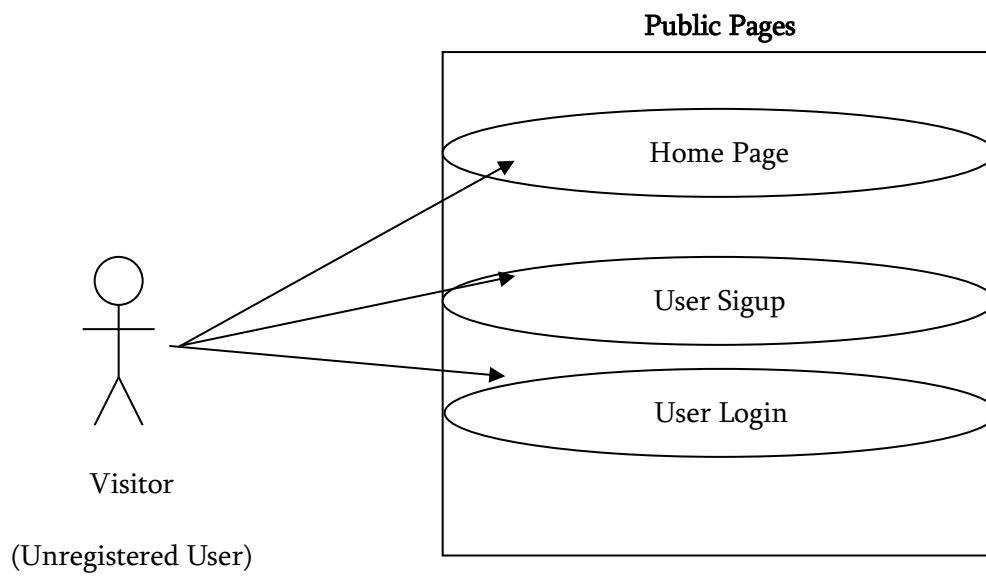 Public Pages
Home Page
User Sigup
User Login
Visitor
(Unregistered User)